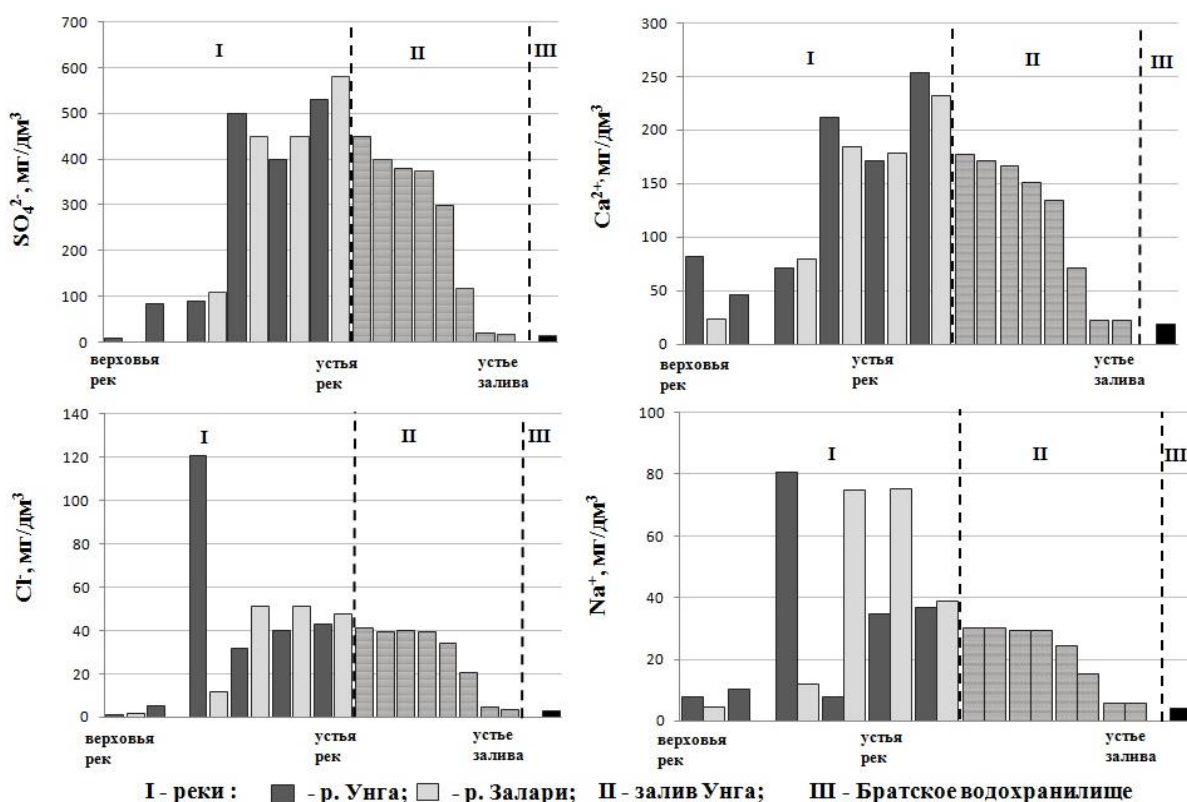 SO₄²⁻, мг/дм³
700
600
500
400
300
200
100
0
I
II
III
верховья
рек
устья
рек
устье
залива
Ca²⁺, мг/дм³
300
250
200
150
100
50
0
I
II
III
верховья
рек
устья
рек
устье
залива
Cl⁻, мг/дм³
140
120
100
80
60
40
20
0
I
II
III
верховья
рек
устья
рек
устье
залива
Na⁺, мг/дм³
100
80
60
40
20
0
I
II
III
верховья
рек
устья
рек
устье
залива
I - реки : - р. Унга; - р. Залари; II - залив Унга; III - Братское водохранилище